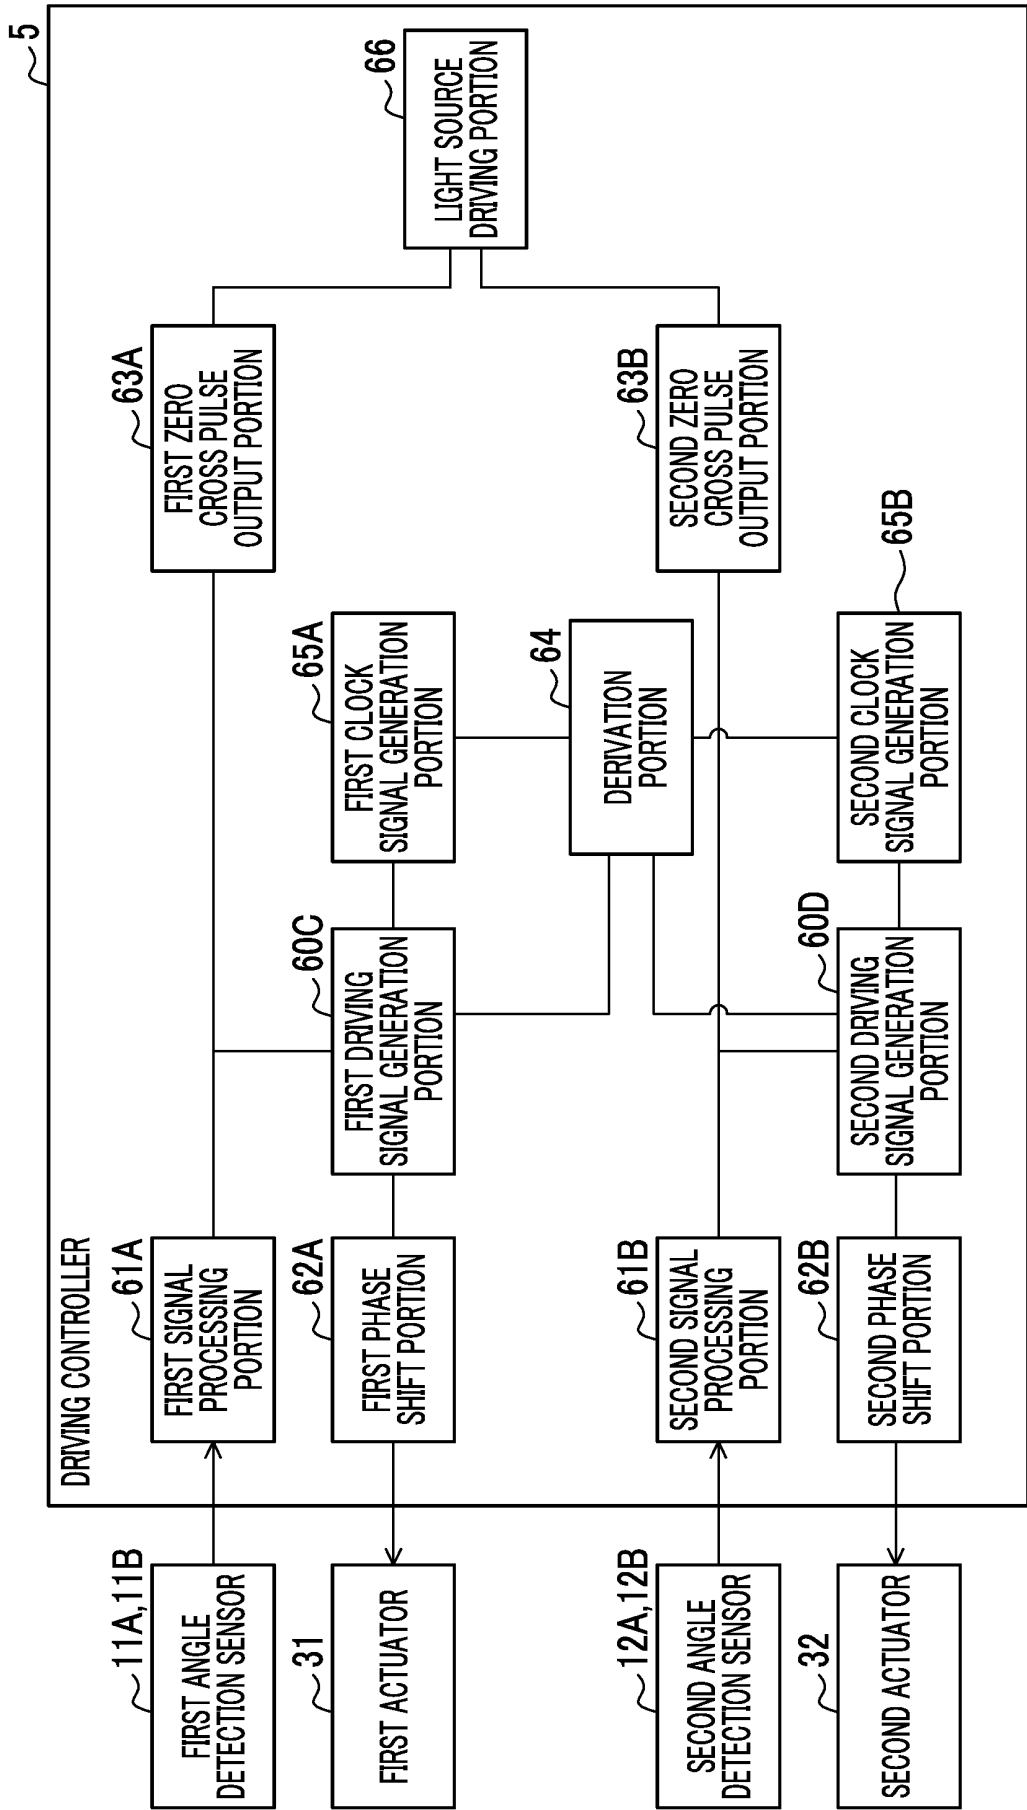 5
DRIVING CONTROLLER
11A,11B
FIRST ANGLE
DETECTION SENSOR
61A
FIRST SIGNAL
PROCESSING
PORTION
63A
FIRST ZERO
CROSS PULSE
OUTPUT PORTION
31
FIRST ACTUATOR
62A
FIRST PHASE
SHIFT PORTION
60C
FIRST DRIVING
SIGNAL GENERATION
PORTION
65A
FIRST CLOCK
SIGNAL GENERATION
PORTION
66
LIGHT SOURCE
DRIVING PORTION
64
DERIVATION
PORTION
12A,12B
SECOND ANGLE
DETECTION SENSOR
61B
SECOND SIGNAL
PROCESSING
PORTION
63B
SECOND ZERO
CROSS PULSE
OUTPUT PORTION
32
SECOND ACTUATOR
62B
SECOND PHASE
SHIFT PORTION
60D
SECOND DRIVING
SIGNAL GENERATION
PORTION
65B
SECOND CLOCK
SIGNAL GENERATION
PORTION